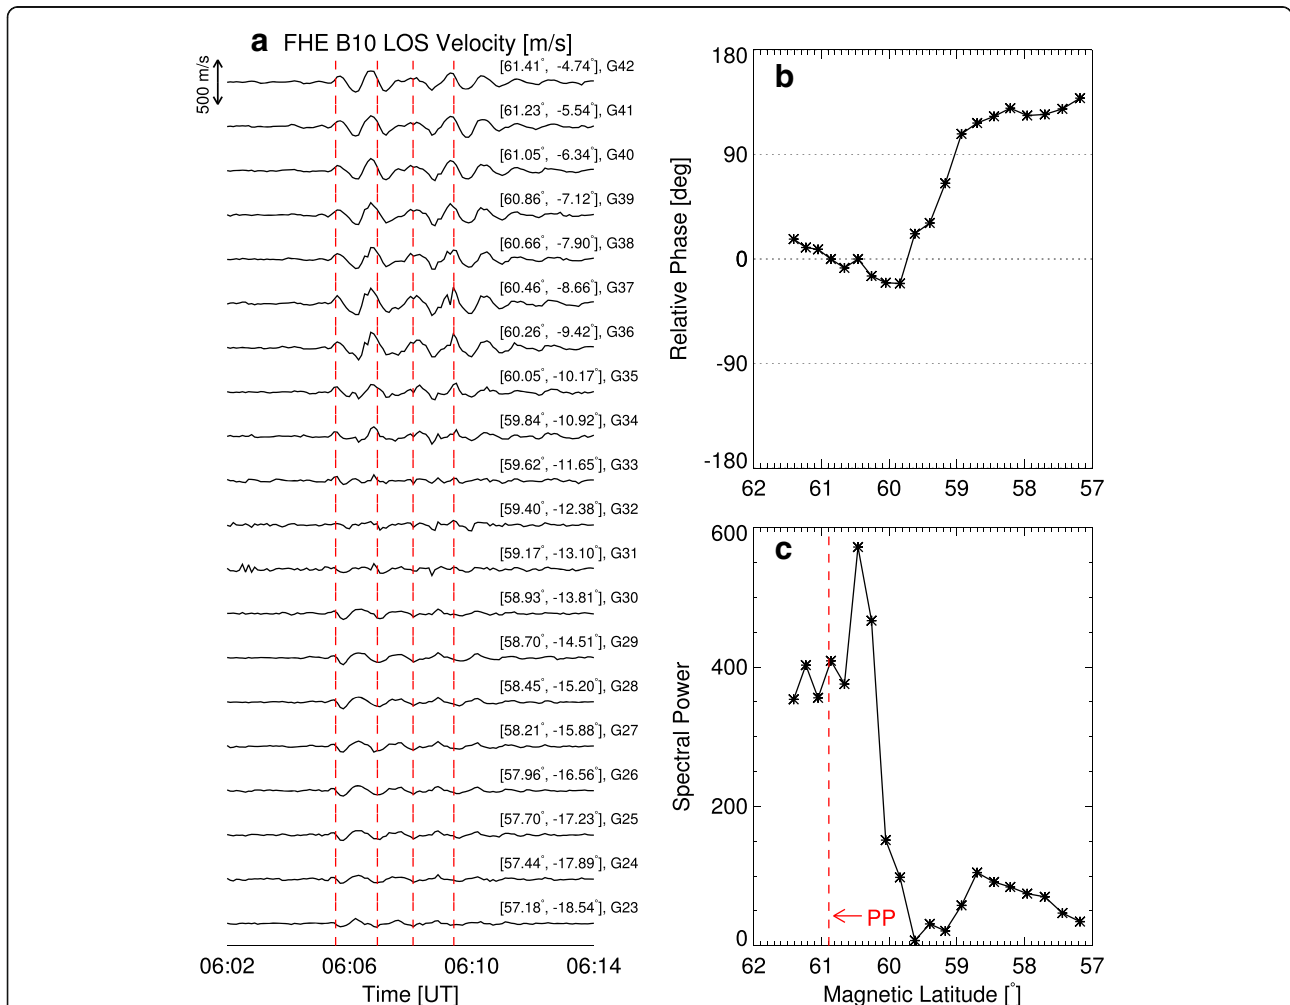 a FHE B10 LOS Velocity [m/s]
500 m/s
[61.41°, -4.74°], G42
[61.23°, -5.54°], G41
[61.05°, -6.34°], G40
[60.86°, -7.12°], G39
[60.66°, -7.90°], G38
[60.46°, -8.66°], G37
[60.26°, -9.42°], G36
[60.05°, -10.17°], G35
[59.84°, -10.92°], G34
[59.62°, -11.65°], G33
[59.40°, -12.38°], G32
[59.17°, -13.10°], G31
[58.93°, -13.81°], G30
[58.70°, -14.51°], G29
[58.45°, -15.20°], G28
[58.21°, -15.88°], G27
[57.96°, -16.56°], G26
[57.70°, -17.23°], G25
[57.44°, -17.89°], G24
[57.18°, -18.54°], G23
06:02 06:06 06:10 06:14
Time [UT]
b
180
90
0
-90
-180
Relative Phase [deg]
62 61 60 59 58 57
c
600
400
200
0
Spectral Power
PP
62 61 60 59 58 57
Magnetic Latitude [°]